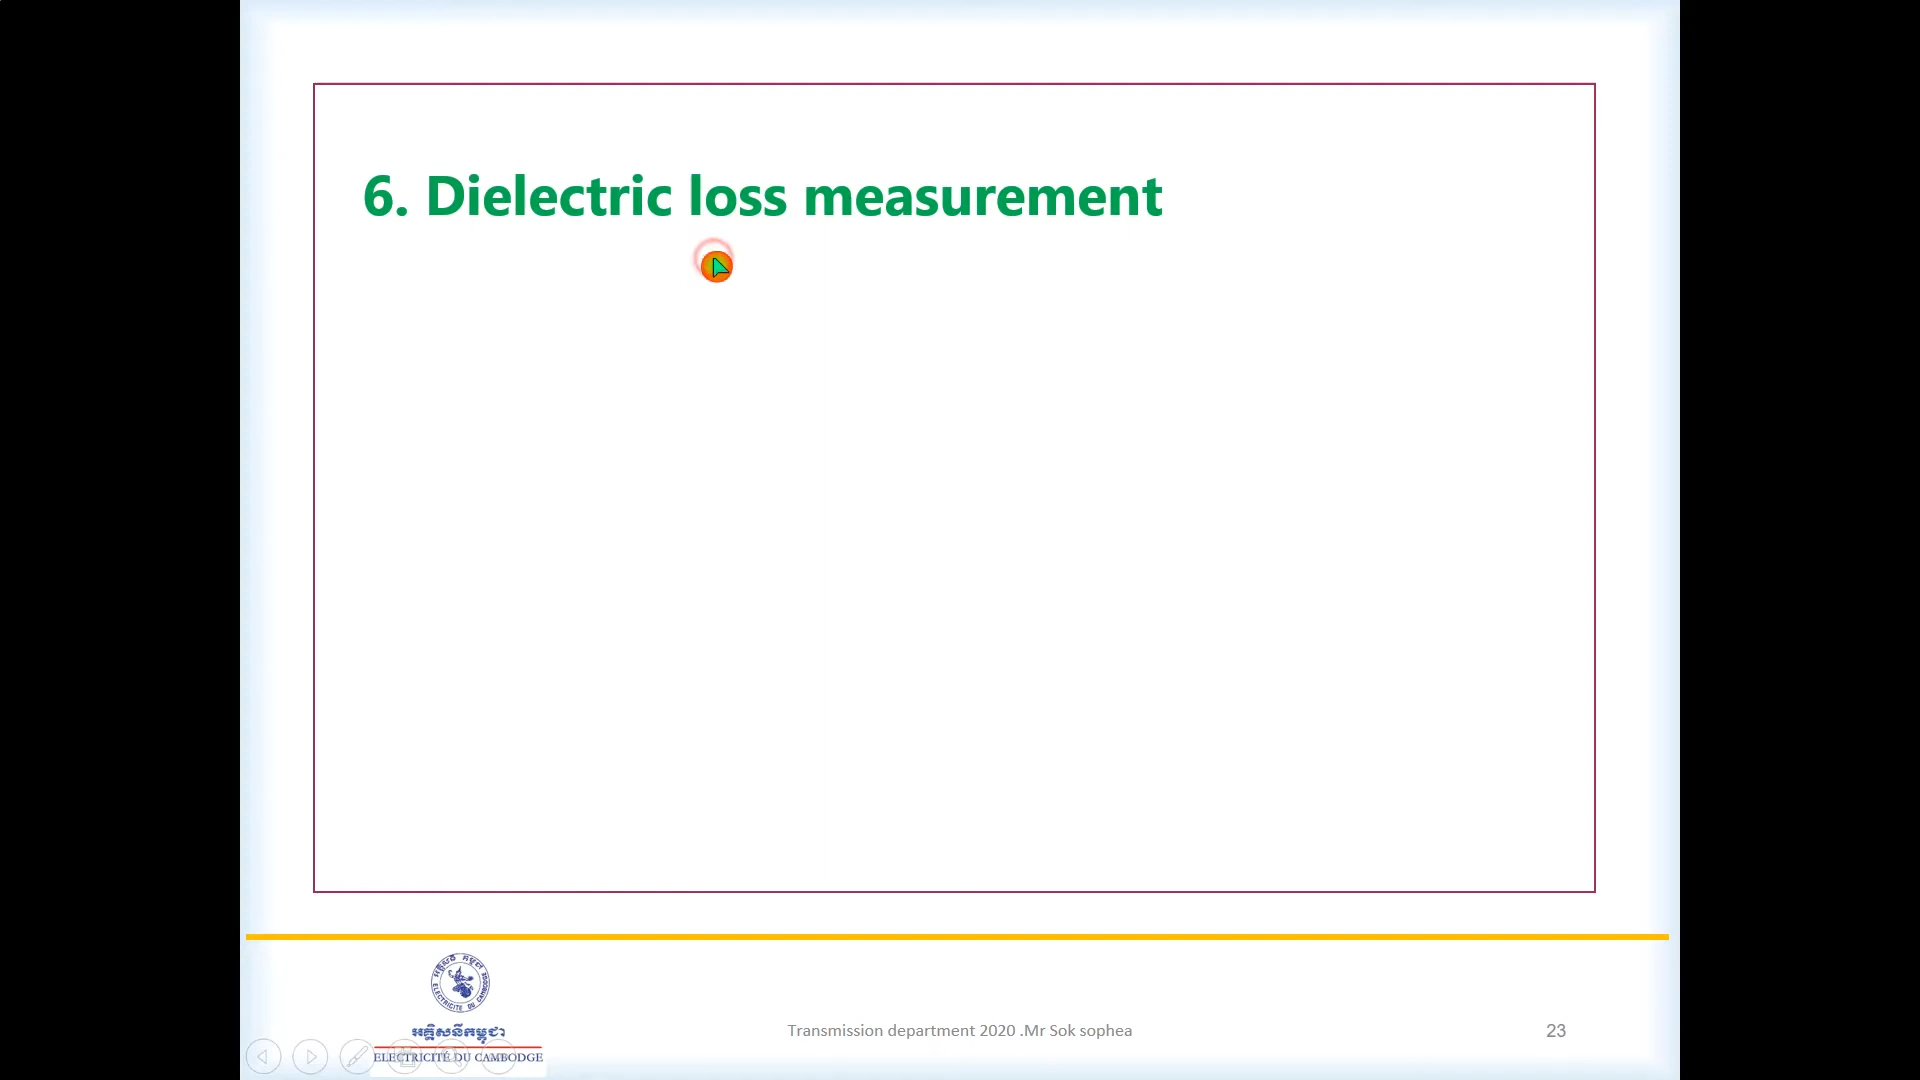 6. Dielectric loss measurement
អគ្គិសនីកម្ពុជា
ELECTRICITÉ DU CAMBODGE
Transmission department 2020 .Mr Sok sophea
23